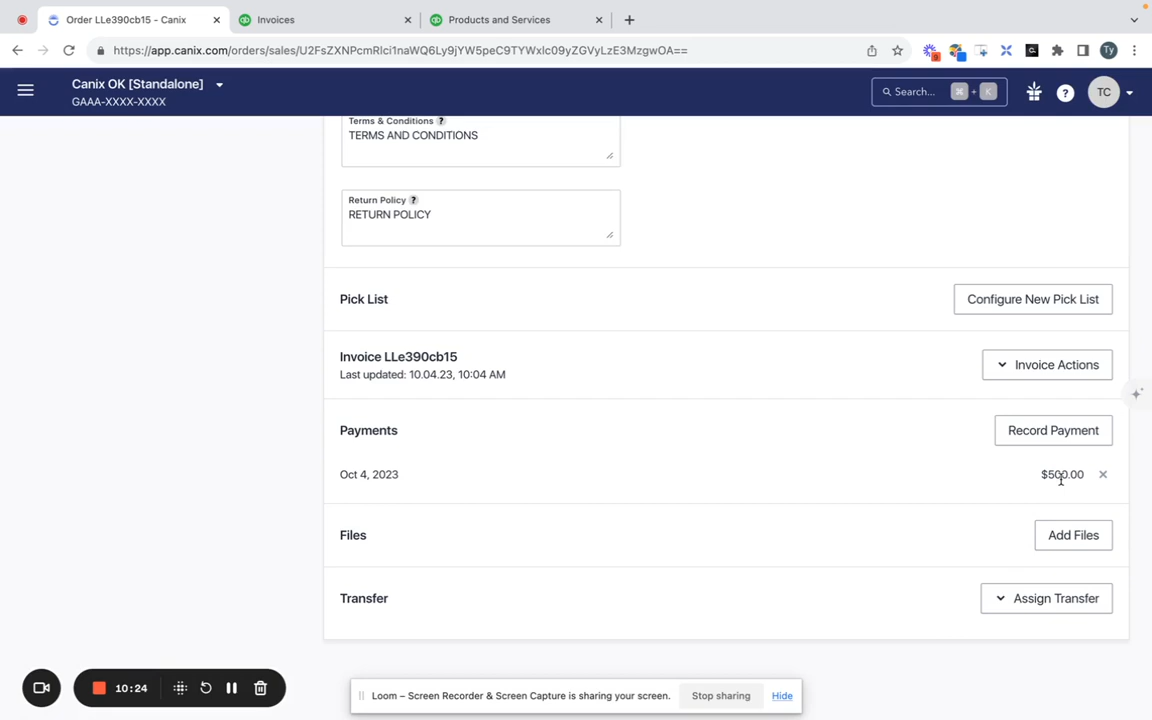 Order LLe390cb15 - Canix
Invoices
Products and Services
https://app.canix.com/orders/sales/U2FsZXNPcmRlci1naWQ6Ly9jYW5peC9TYWxlc09yZGVyLzE3MzgwOA==
Canix OK [Standalone]
GAAA-XXXX-XXXX
Search... ⌘ + K
? TC
Terms & Conditions ?
TERMS AND CONDITIONS
Return Policy ?
RETURN POLICY
Pick List
Configure New Pick List
Invoice LLe390cb15
Last updated: 10.04.23, 10:04 AM
Invoice Actions
Payments
Record Payment
Oct 4, 2023
$500.00
Files
Add Files
Transfer
Assign Transfer
10:24
Loom – Screen Recorder & Screen Capture is sharing your screen.
Stop sharing
Hide